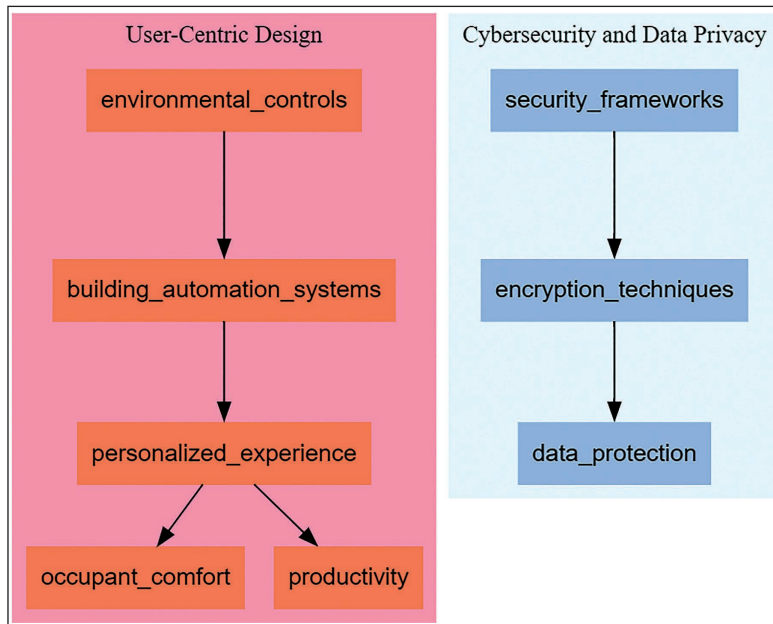 User-Centric Design
environmental_controls
building_automation_systems
personalized_experience
occupant_comfort
productivity
Cybersecurity and Data Privacy
security_frameworks
encryption_techniques
data_protection